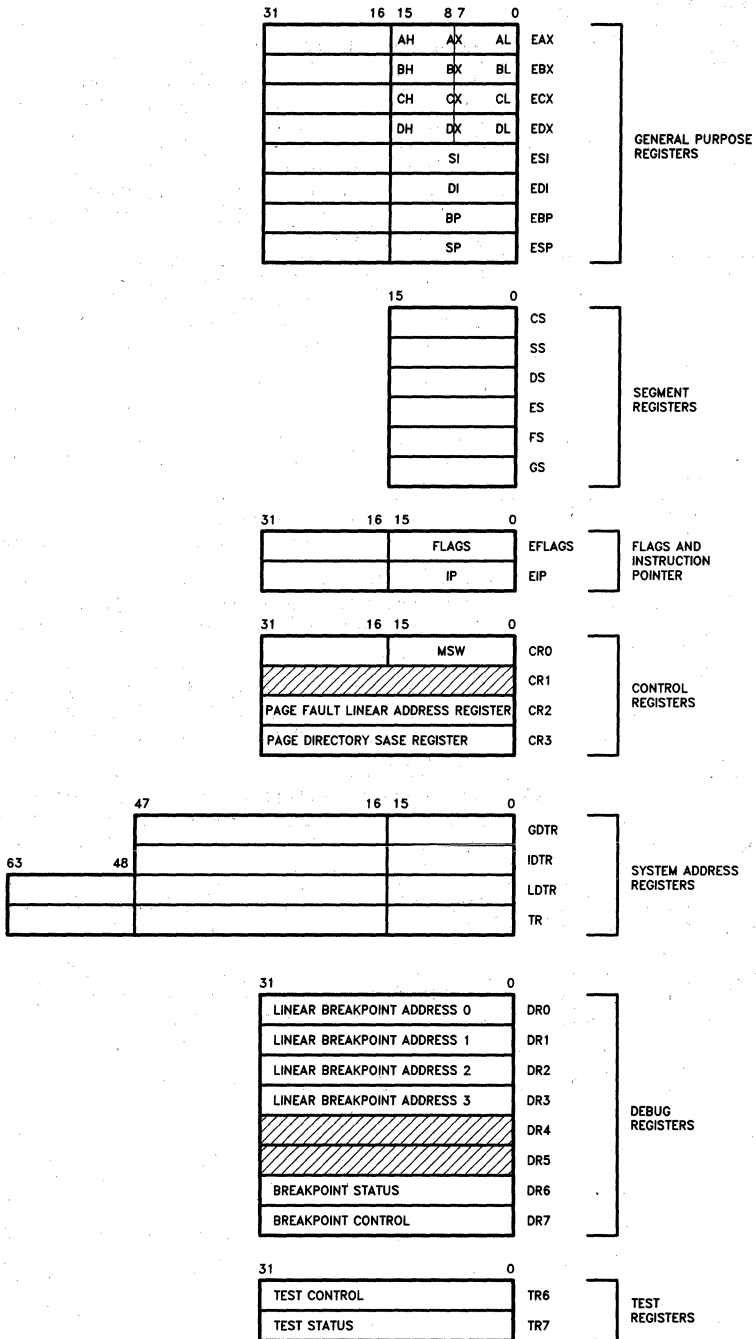 31 16 15 8 7 0
AH AX AL EAX
BH BX BL EBX
CH CX CL ECX
DH DX DL EDX
SI ESI
DI EDI
BP EBP
SP ESP
GENERAL PURPOSE
REGISTERS
15 0
CS
SS
DS
ES
FS
GS
SEGMENT
REGISTERS
31 16 15 0
FLAGS EFLAGS
IP EIP
FLAGS AND
INSTRUCTION
POINTER
31 16 15 0
MSW CR0
CR1
PAGE FAULT LINEAR ADDRESS REGISTER CR2
PAGE DIRECTORY SASE REGISTER CR3
CONTROL
REGISTERS
47 16 15 0
GDTR
IDTR
63 48
LDTR
TR
SYSTEM ADDRESS
REGISTERS
31 0
LINEAR BREAKPOINT ADDRESS 0 DR0
LINEAR BREAKPOINT ADDRESS 1 DR1
LINEAR BREAKPOINT ADDRESS 2 DR2
LINEAR BREAKPOINT ADDRESS 3 DR3
DR4
DR5
BREAKPOINT STATUS DR6
BREAKPOINT CONTROL DR7
DEBUG
REGISTERS
31 0
TEST CONTROL TR6
TEST STATUS TR7
TEST
REGISTERS